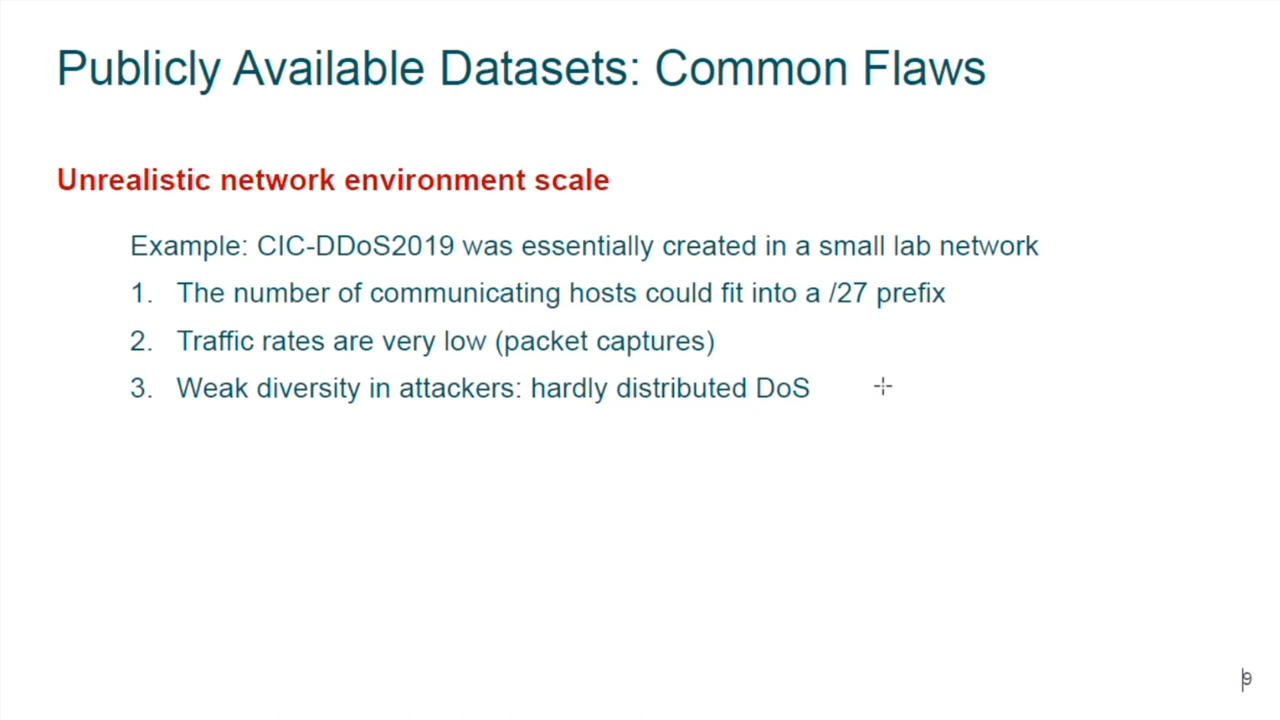 Publicly Available Datasets: Common Flaws
Unrealistic network environment scale
Example: CIC-DDoS2019 was essentially created in a small lab network
1. The number of communicating hosts could fit into a /27 prefix
2. Traffic rates are very low (packet captures)
3. Weak diversity in attackers: hardly distributed DoS
9